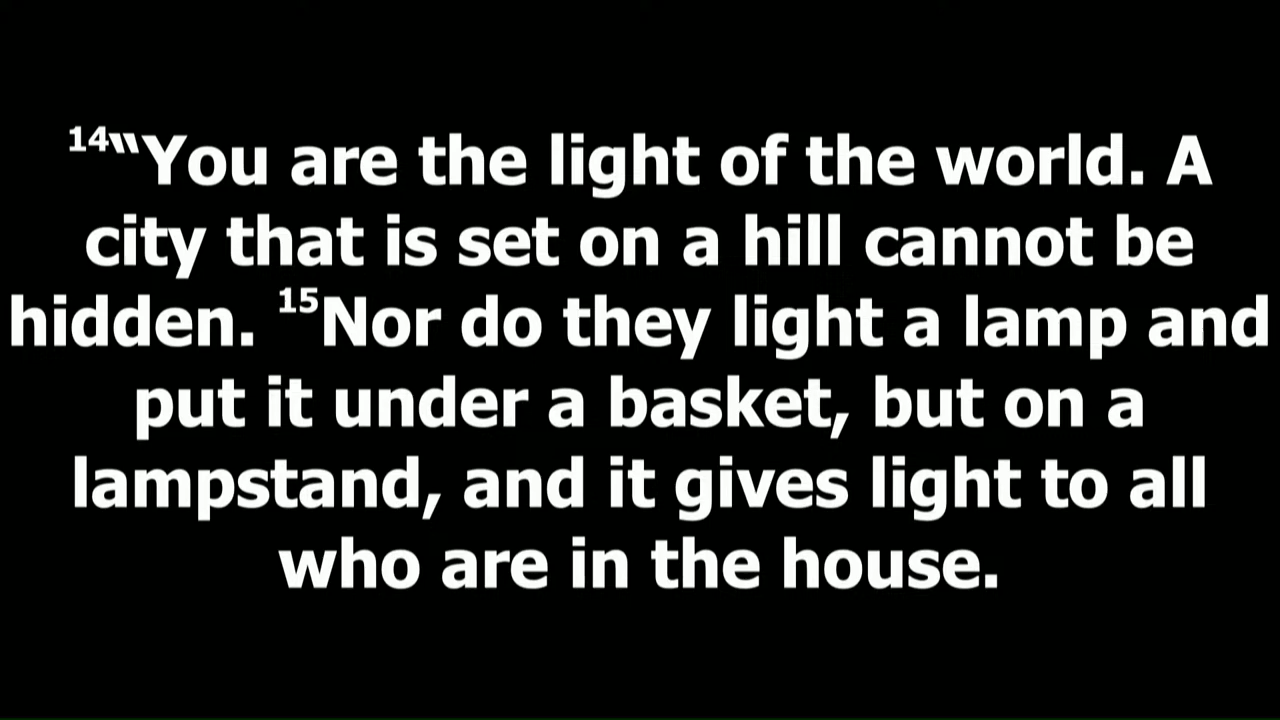 14“You are the light of the world. A
city that is set on a hill cannot be
hidden. 15Nor do they light a lamp and
put it under a basket, but on a
lampstand, and it gives light to all
who are in the house.